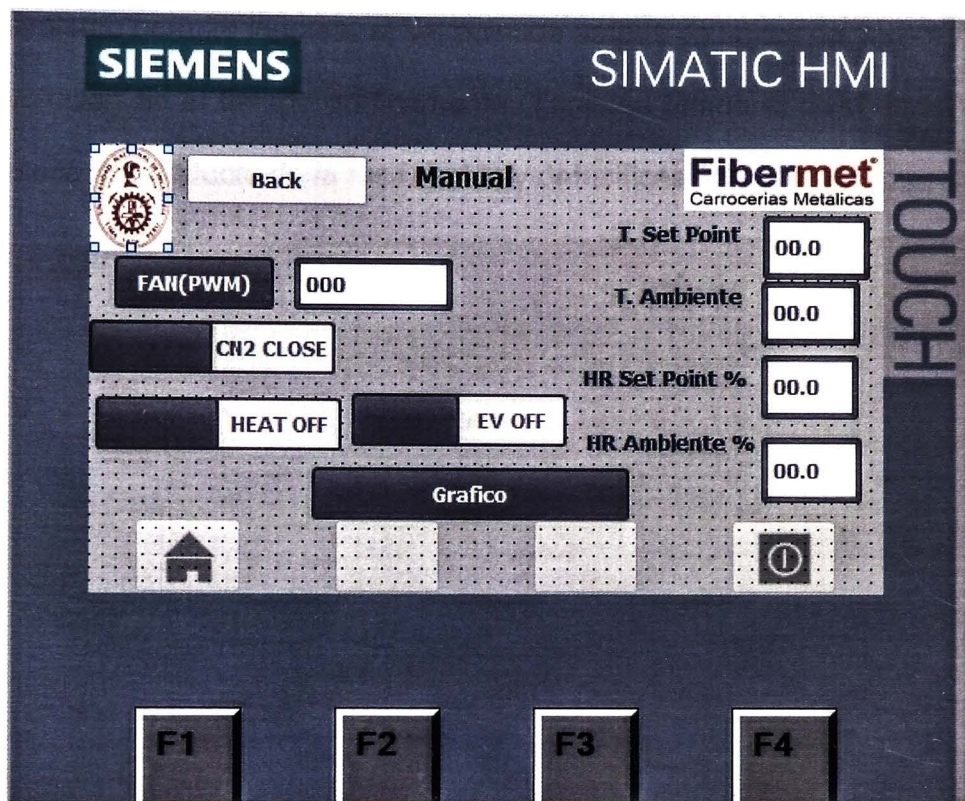 SIEMENS
SIMATIC HMI
TOUCH
Back
Manual
Fibermet
Carrocerias Metalicas
T. Set Point
00.0
FAN(PWM)
000
T. Ambiente
00.0
CN2 CLOSE
HR Set Point %
00.0
HEAT OFF
EV OFF
HR Ambiente %
00.0
Grafico
F1
F2
F3
F4